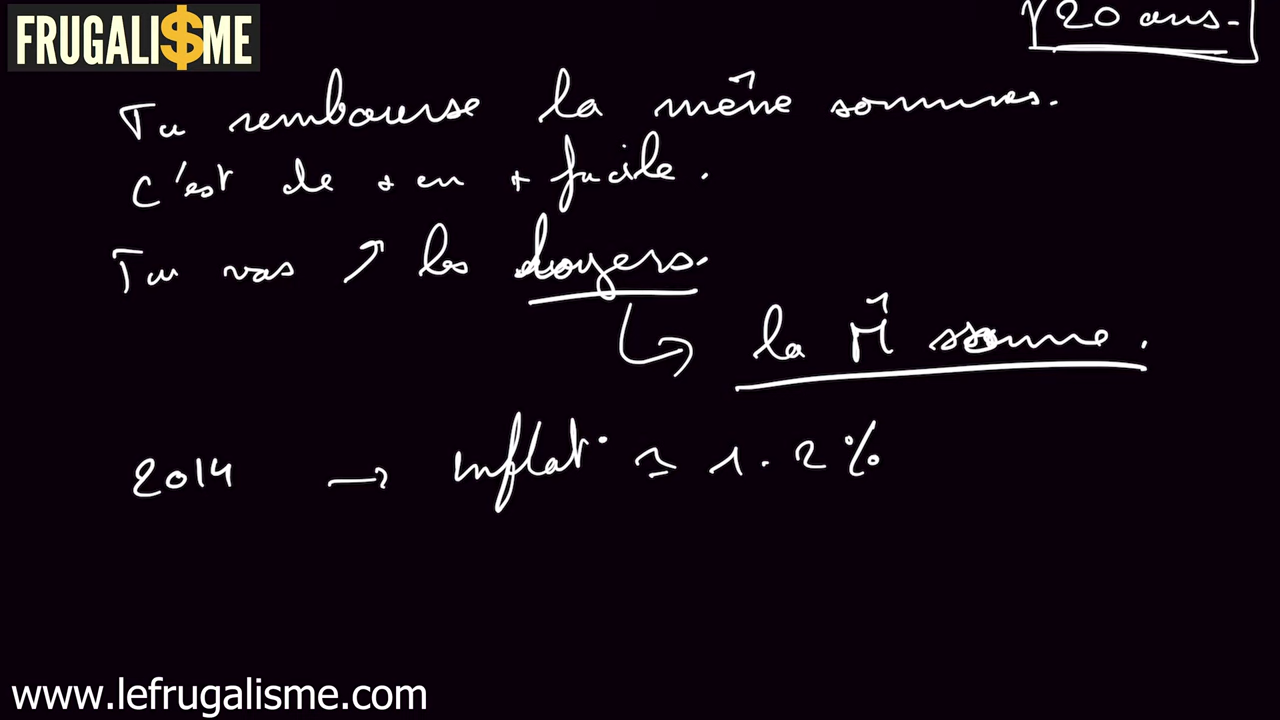 FRUGALI$ME
20 ans.
Tu rembourse la même sommes.
C'est de + en + facile.
Tu vas ↗ les loyers.
↳ la M̂ somme.
2014 → inflat° ≃ 1.2%
www.lefrugalisme.com